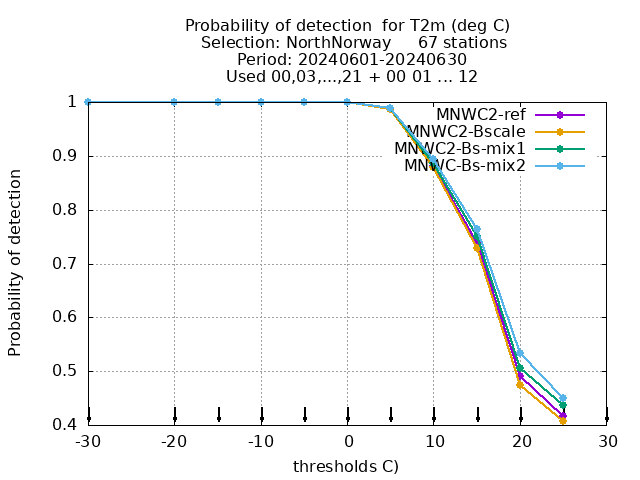 Probability of detection  for T2m (deg C)
Selection: NorthNorway     67 stations
Period: 20240601-20240630
Used 00,03,...,21 + 00 01 ... 12
Probability of detection
1
0.9
0.8
0.7
0.6
0.5
0.4
MNWC2-ref
MNWC2-Bscale
MNWC2-Bs-mix1
MNWC-Bs-mix2
-30 -20 -10 0 10 20 30
thresholds C)